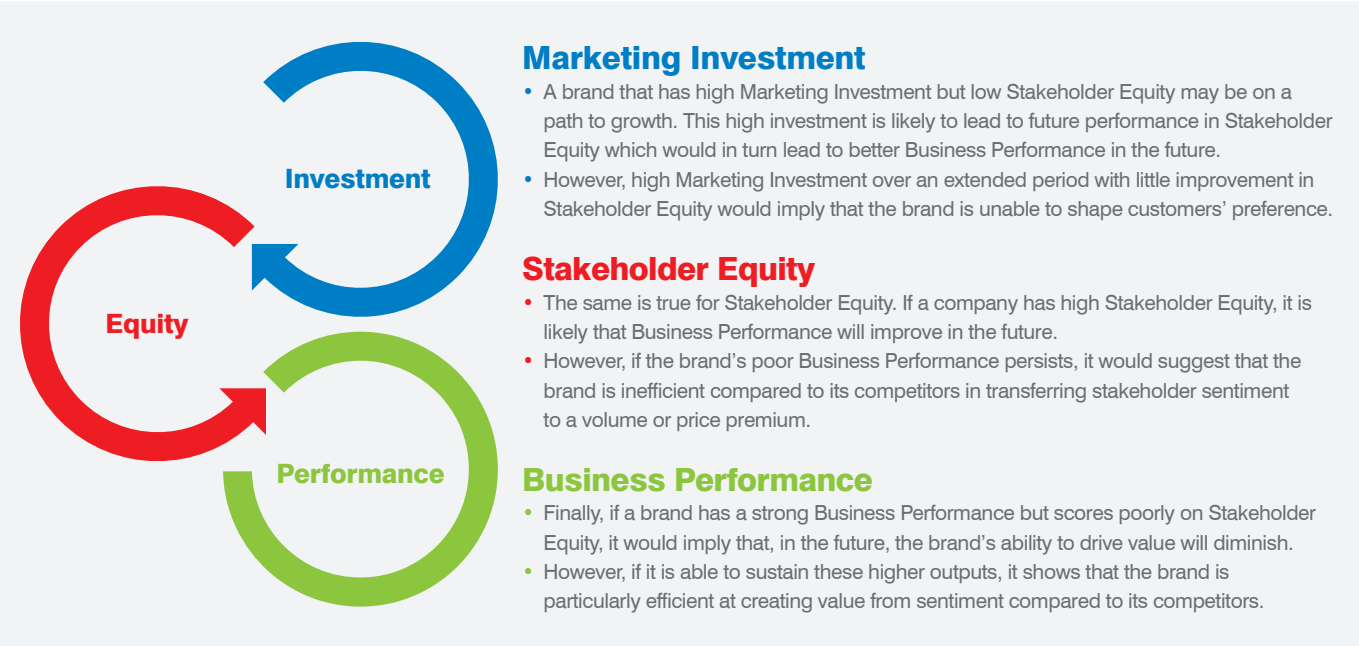 Marketing Investment
• A brand that has high Marketing Investment but low Stakeholder Equity may be on a
path to growth. This high investment is likely to lead to future performance in Stakeholder
Equity which would in turn lead to better Business Performance in the future.
• However, high Marketing Investment over an extended period with little improvement in
Stakeholder Equity would imply that the brand is unable to shape customers’ preference.
Investment
Stakeholder Equity
• The same is true for Stakeholder Equity. If a company has high Stakeholder Equity, it is
likely that Business Performance will improve in the future.
• However, if the brand’s poor Business Performance persists, it would suggest that the
brand is inefficient compared to its competitors in transferring stakeholder sentiment
to a volume or price premium.
Equity
Business Performance
• Finally, if a brand has a strong Business Performance but scores poorly on Stakeholder
Equity, it would imply that, in the future, the brand’s ability to drive value will diminish.
• However, if it is able to sustain these higher outputs, it shows that the brand is
particularly efficient at creating value from sentiment compared to its competitors.
Performance